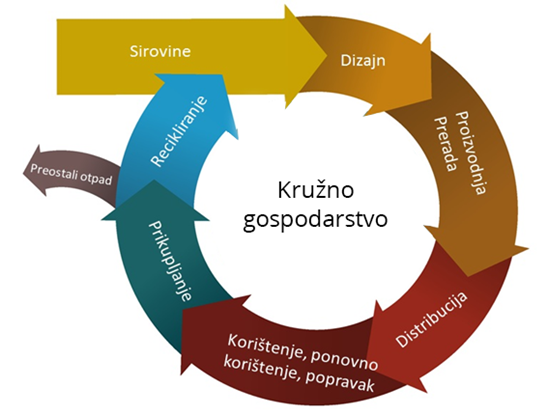 Sirovine
Dizajn
Proizvodnja
Prerada
Distribucija
Korištenje, ponovno
korištenje, popravak
Prikupljanje
Recikliranje
Preostali otpad
Kružno
gospodarstvo